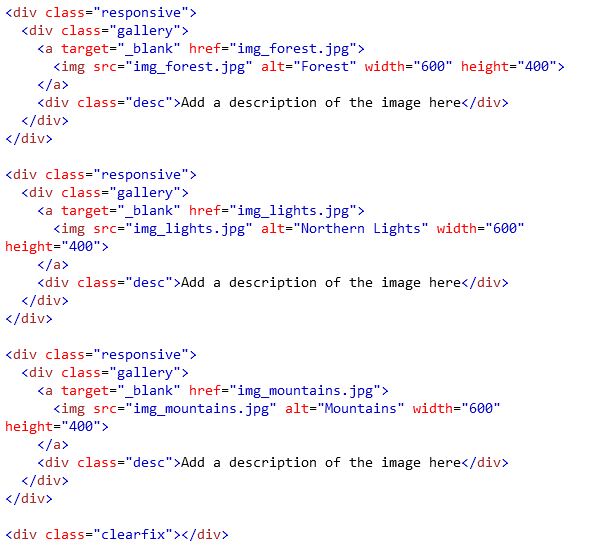 <div class="responsive">
  <div class="gallery">
    <a target="_blank" href="img_forest.jpg">
      <img src="img_forest.jpg" alt="Forest" width="600" height="400">
    </a>
    <div class="desc">Add a description of the image here</div>
  </div>
</div>

<div class="responsive">
  <div class="gallery">
    <a target="_blank" href="img_lights.jpg">
      <img src="img_lights.jpg" alt="Northern Lights" width="600"
height="400">
    </a>
    <div class="desc">Add a description of the image here</div>
  </div>
</div>

<div class="responsive">
  <div class="gallery">
    <a target="_blank" href="img_mountains.jpg">
      <img src="img_mountains.jpg" alt="Mountains" width="600"
height="400">
    </a>
    <div class="desc">Add a description of the image here</div>
  </div>
</div>

<div class="clearfix"></div>